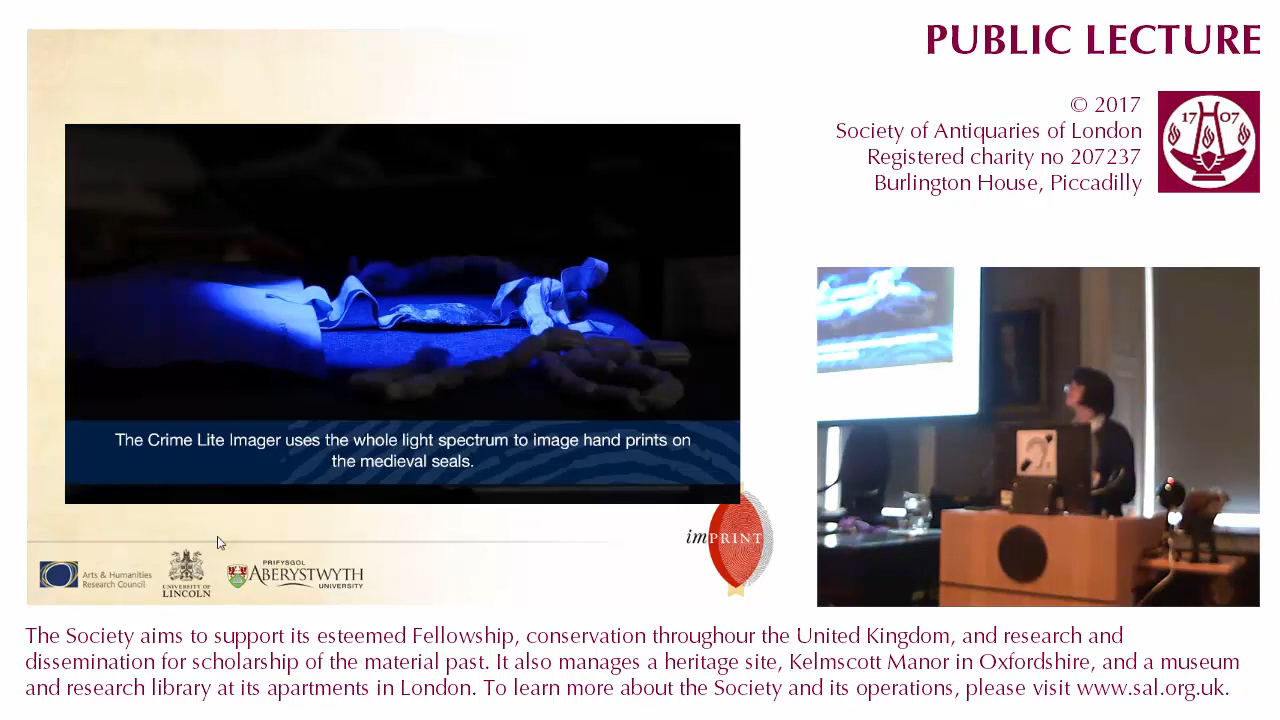 PUBLIC LECTURE
© 2017
Society of Antiquaries of London
Registered charity no 207237
Burlington House, Piccadilly
17 07
The Crime Lite Imager uses the whole light spectrum to image hand prints on
the medieval seals.
imPRINT
Arts & Humanities
Research Council
UNIVERSITY OF
LINCOLN
PRIFYSGOL
ABERYSTWYTH
UNIVERSITY
The Society aims to support its esteemed Fellowship, conservation throughour the United Kingdom, and research and
dissemination for scholarship of the material past. It also manages a heritage site, Kelmscott Manor in Oxfordshire, and a museum
and research library at its apartments in London. To learn more about the Society and its operations, please visit www.sal.org.uk.